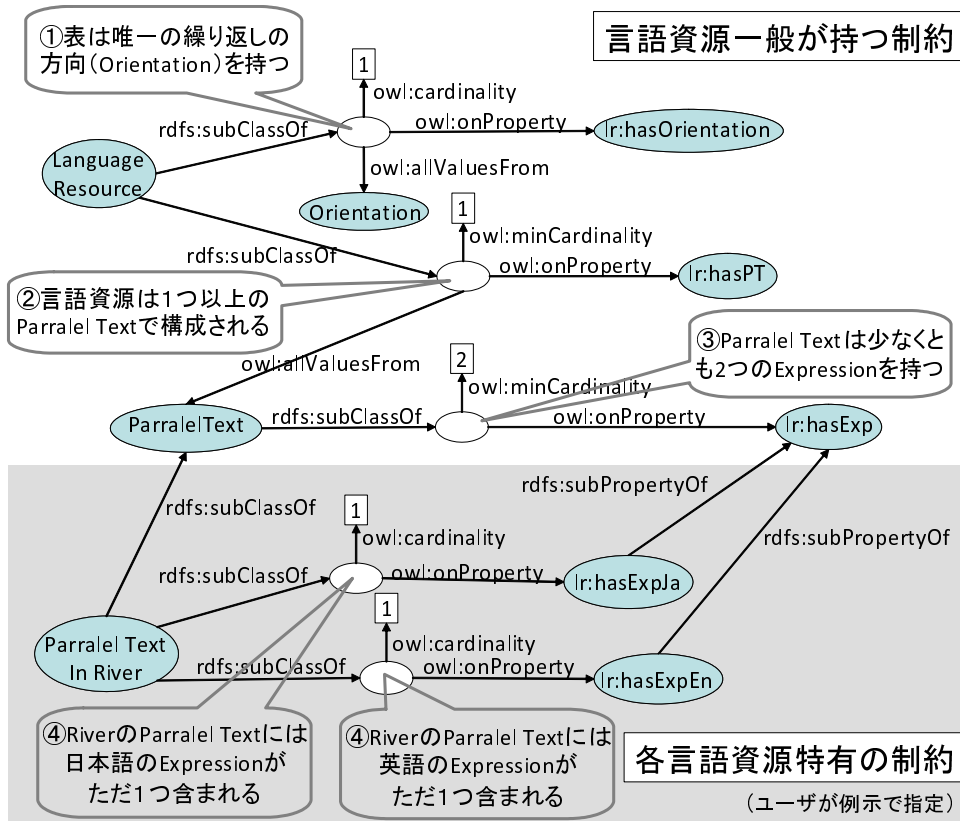 ①表は唯一の繰り返しの
方向(Orientation)を持つ
言語資源一般が持つ制約
1
owl:cardinality
rdfs:subClassOf
owl:onProperty
lr:hasOrientation
Language
Resource
owl:allValuesFrom
Orientation
1
owl:minCardinality
rdfs:subClassOf
owl:onProperty
lr:hasPT
②言語資源は1つ以上の
Parralel Textで構成される
③Parralel Textは少なくと
も2つのExpressionを持つ
owl:allValuesFrom
2
owl:minCardinality
ParralelText
rdfs:subClassOf
owl:onProperty
lr:hasExp
rdfs:subPropertyOf
rdfs:subClassOf
1
owl:cardinality
rdfs:subPropertyOf
rdfs:subClassOf
owl:onProperty
lr:hasExpJa
1
owl:cardinality
Parralel Text
In River
rdfs:subClassOf
owl:onProperty
lr:hasExpEn
④RiverのParralel Textには
日本語のExpressionが
ただ1つ含まれる
④RiverのParralel Textには
英語のExpressionが
ただ1つ含まれる
各言語資源特有の制約
(ユーザが例示で指定)